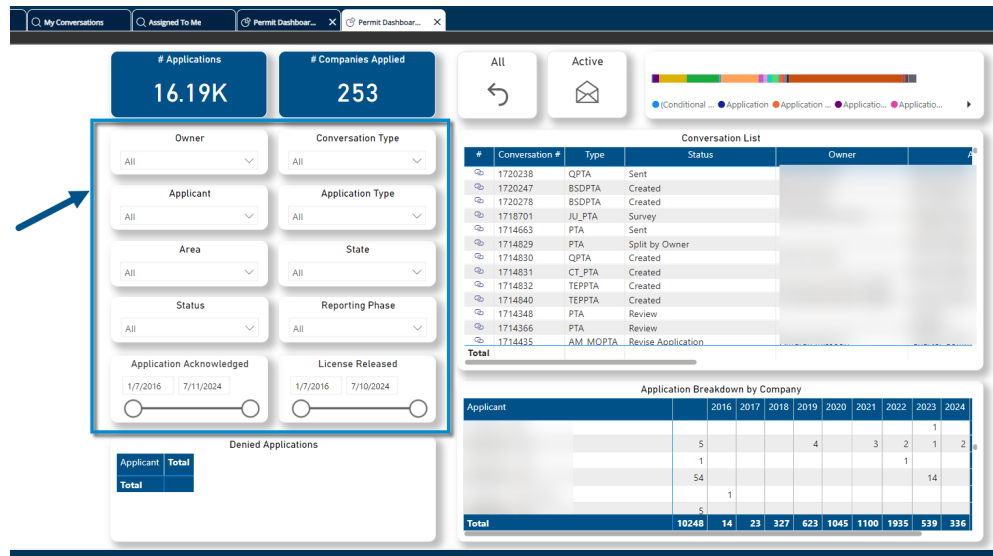 My Conversations Assigned To Me Permit Dashboar... X Permit Dashboar... X
# Applications
16.19K
# Companies Applied
253
All
Active
(Conditional ... Application Application ... Applicatio... Applicatio...
Owner
All
Conversation Type
All
Applicant
All
Application Type
All
Area
All
State
All
Status
All
Reporting Phase
All
Application Acknowledged
1/7/2016 7/11/2024
License Released
1/7/2016 7/10/2024
Denied Applications
Applicant Total
Total
Conversation List
# Conversation # Type Status Owner
1720238 QPTA Sent
1720247 BSDPTA Created
1720278 BSDPTA Created
1718701 JU_PTA Survey
1714663 PTA Sent
1714829 PTA Split by Owner
1714830 QPTA Created
1714831 CT_PTA Created
1714832 TEPPTA Created
1714840 TEPPTA Created
1714348 PTA Review
1714366 PTA Review
1714435 AM_MOPTA Revise Application
Total
Application Breakdown by Company
Applicant 2016 2017 2018 2019 2020 2021 2022 2023 2024
1
5 4 3 2 1 2
1 1
54 14
1
5
Total 10248 14 23 327 623 1045 1100 1935 539 336